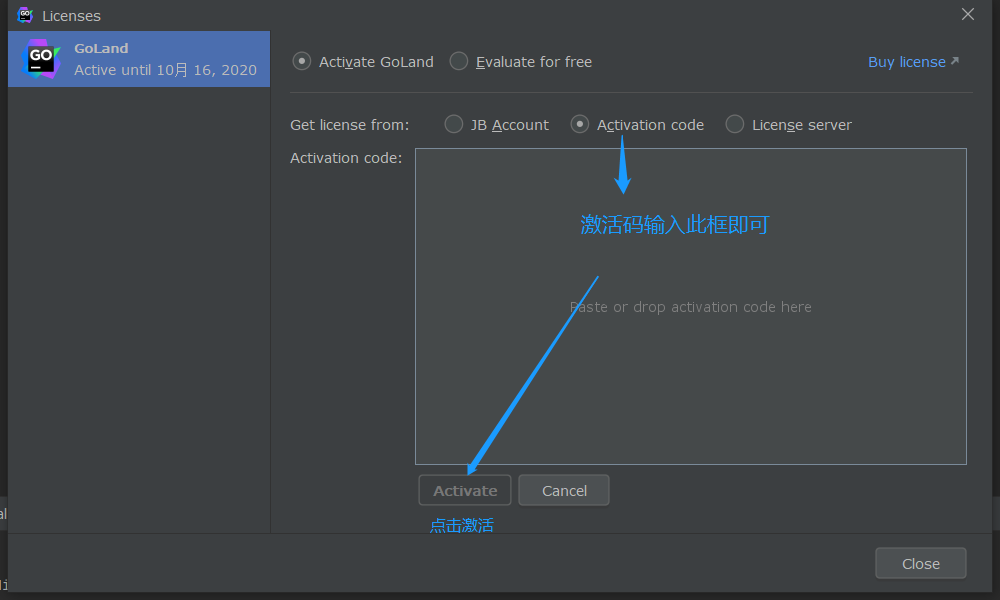 Licenses
GoLand
Active until 10月 16, 2020
Activate GoLand Evaluate for free Buy license
Get license from: JB Account Activation code License server
Activation code:
激活码输入此框即可
Paste or drop activation code here
Activate Cancel
点击激活
Close